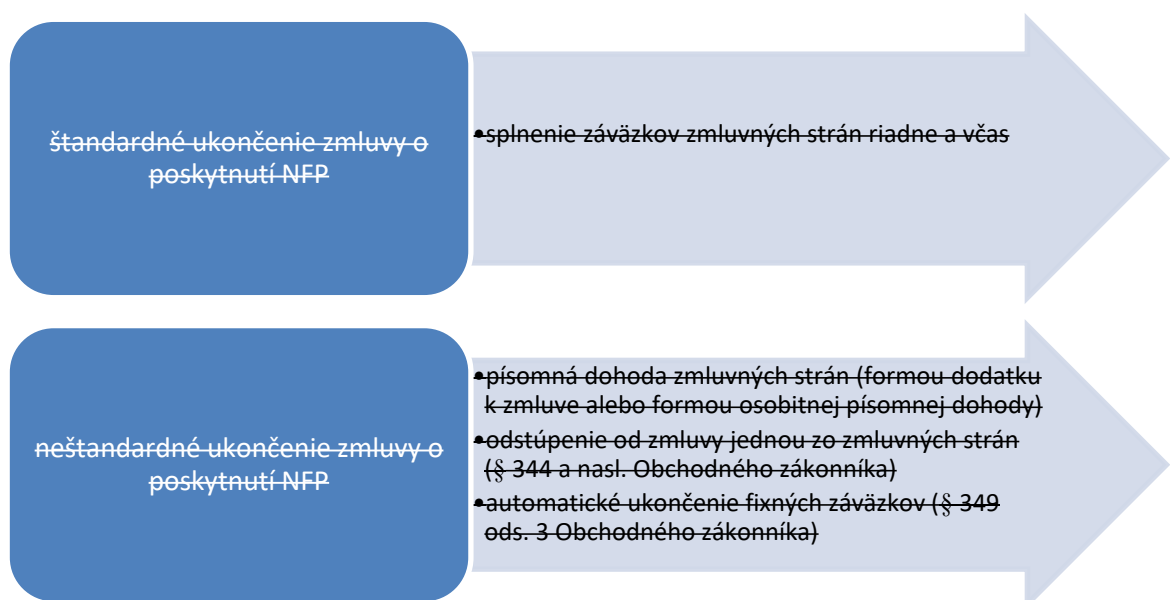 štandardné ukončenie zmluvy o
poskytnutí NFP
•splnenie záväzkov zmluvných strán riadne a včas
neštandardné ukončenie zmluvy o
poskytnutí NFP
•písomná dohoda zmluvných strán (formou dodatku
k zmluve alebo formou osobitnej písomnej dohody)
•odstúpenie od zmluvy jednou zo zmluvných strán
(§ 344 a nasl. Obchodného zákonníka)
•automatické ukončenie fixných záväzkov (§ 349
ods. 3 Obchodného zákonníka)